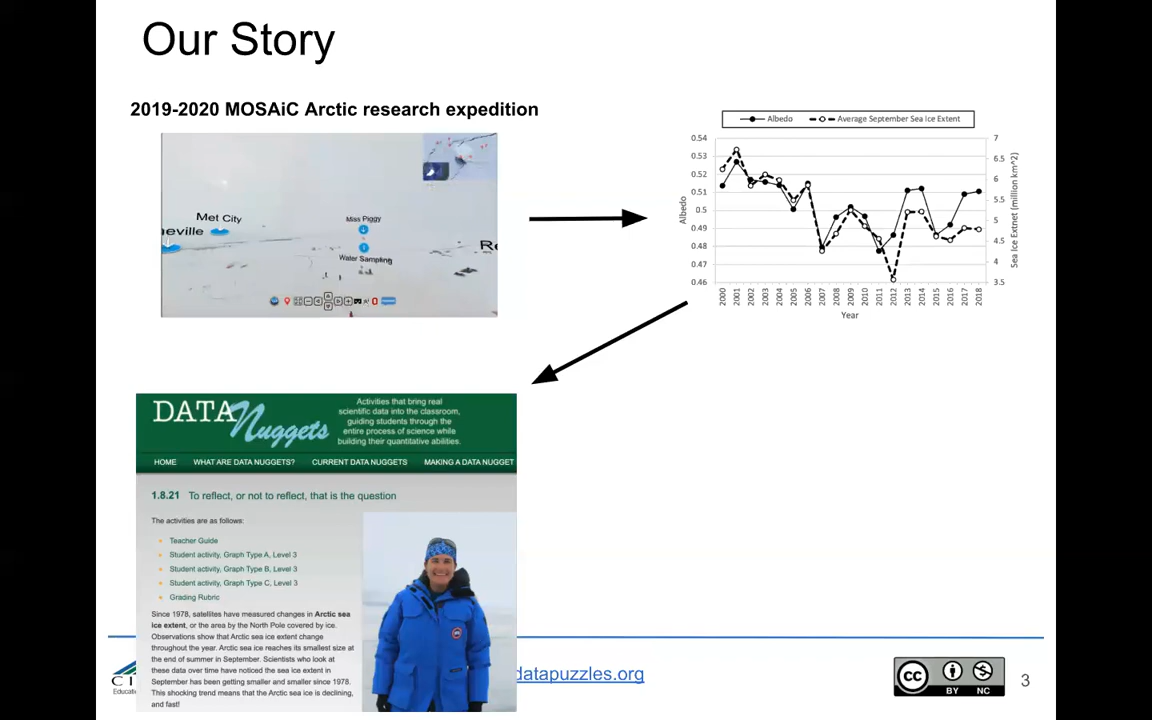 Our Story
2019-2020 MOSAiC Arctic research expedition
Met City
neville
Miss Piggy
Water Sampling
Re
Albedo
Average September Sea Ice Extent
0.54
0.53
0.52
0.51
0.5
0.49
0.48
0.47
0.46
Albedo
7
6.5
6
5.5
5
4.5
4
3.5
Sea Ice Extnet (million km^2)
2000 2001 2002 2003 2004 2005 2006 2007 2008 2009 2010 2011 2012 2013 2014 2015 2016 2017 2018
Year
DATA Nuggets
Activities that bring real
scientific data into the classroom,
guiding students through the
entire process of science while
building their quantitative abilities.
HOME WHAT ARE DATA NUGGETS? CURRENT DATA NUGGETS MAKING A DATA NUGGET
1.8.21 To reflect, or not to reflect, that is the question
The activities are as follows:
Teacher Guide
Student activity, Graph Type A, Level 3
Student activity, Graph Type B, Level 3
Student activity, Graph Type C, Level 3
Grading Rubric
Since 1978, satellites have measured changes in Arctic sea
ice extent, or the area by the North Pole covered by ice.
Observations show that Arctic sea ice extent change
throughout the year. Arctic sea ice reaches its smallest size at
the end of summer in September. Scientists who look at
these data over time have noticed the sea ice extent in
September has been getting smaller and smaller since 1978.
This shocking trend means that the Arctic sea ice is declining,
and fast!
CI
Educati
datapuzzles.org
cc
BY NC
3